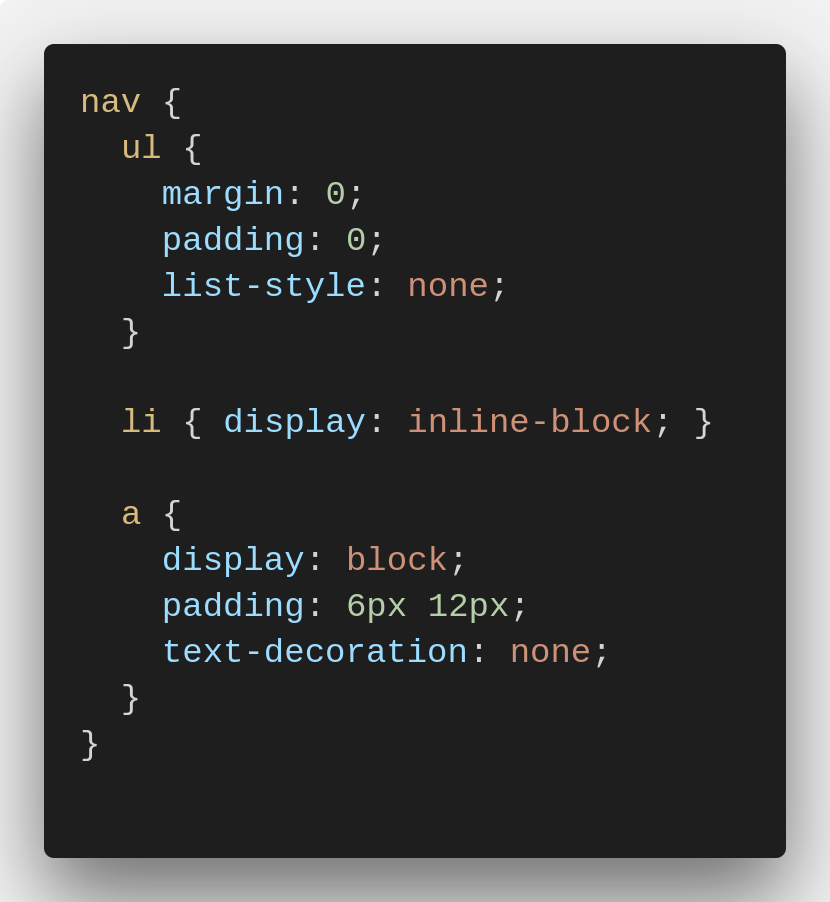 nav {
  ul {
    margin: 0;
    padding: 0;
    list-style: none;
  }

  li { display: inline-block; }

  a {
    display: block;
    padding: 6px 12px;
    text-decoration: none;
  }
}